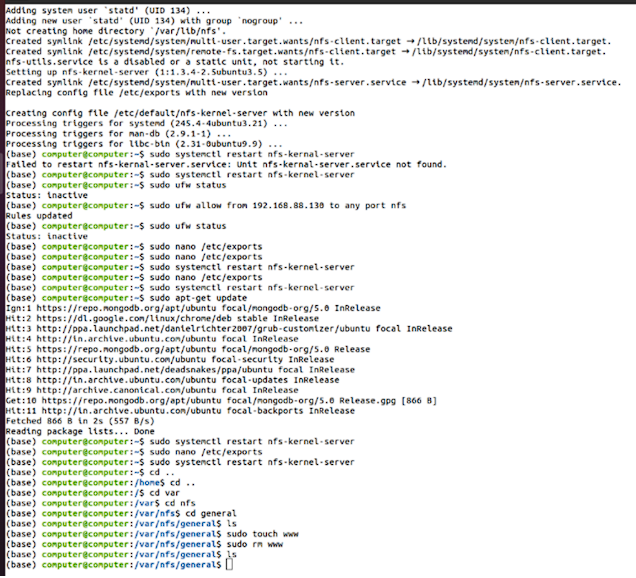 Adding system user `statd' (UID 134) ...
Adding new user `statd' (UID 134) with group `nogroup' ...
Not creating home directory `/var/lib/nfs'.
Created symlink /etc/systemd/system/multi-user.target.wants/nfs-client.target → /lib/systemd/system/nfs-client.target.
Created symlink /etc/systemd/system/remote-fs.target.wants/nfs-client.target → /lib/systemd/system/nfs-client.target.
nfs-utils.service is a disabled or a static unit, not starting it.
Setting up nfs-kernel-server (1:1.3.4-2.5ubuntu3.5) ...
Created symlink /etc/systemd/system/multi-user.target.wants/nfs-server.service → /lib/systemd/system/nfs-server.service.
Replacing config file /etc/exports with new version

Creating config file /etc/default/nfs-kernel-server with new version
Processing triggers for systemd (245.4-4ubuntu3.21) ...
Processing triggers for man-db (2.9.1-1) ...
Processing triggers for libc-bin (2.31-0ubuntu9.9) ...
(base) computer@computer:~$ sudo systemctl restart nfs-kernal-server
Failed to restart nfs-kernal-server.service: Unit nfs-kernal-server.service not found.
(base) computer@computer:~$ sudo systemctl restart nfs-kernel-server
(base) computer@computer:~$ sudo ufw status
Status: inactive
(base) computer@computer:~$ sudo ufw allow from 192.168.88.130 to any port nfs
Rules updated
(base) computer@computer:~$ sudo ufw status
Status: inactive
(base) computer@computer:~$ sudo nano /etc/exports
(base) computer@computer:~$ sudo nano /etc/exports
(base) computer@computer:~$ sudo systemctl restart nfs-kernel-server
(base) computer@computer:~$ sudo nano /etc/exports
(base) computer@computer:~$ sudo systemctl restart nfs-kernel-server
(base) computer@computer:~$ sudo apt-get update
Ign:1 https://repo.mongodb.org/apt/ubuntu focal/mongodb-org/5.0 InRelease
Hit:2 https://dl.google.com/linux/chrome/deb stable InRelease
Hit:3 http://ppa.launchpad.net/danielrichter2007/grub-customizer/ubuntu focal InRelease
Hit:4 http://in.archive.ubuntu.com/ubuntu focal InRelease
Hit:5 https://repo.mongodb.org/apt/ubuntu focal/mongodb-org/5.0 Release
Hit:6 http://security.ubuntu.com/ubuntu focal-security InRelease
Hit:7 http://ppa.launchpad.net/deadsnakes/ppa/ubuntu focal InRelease
Hit:8 http://in.archive.ubuntu.com/ubuntu focal-updates InRelease
Hit:9 http://archive.canonical.com/ubuntu focal InRelease
Get:10 https://repo.mongodb.org/apt/ubuntu focal/mongodb-org/5.0 Release.gpg [866 B]
Hit:11 http://in.archive.ubuntu.com/ubuntu focal-backports InRelease
Fetched 866 B in 2s (557 B/s)
Reading package lists... Done
(base) computer@computer:~$ sudo systemctl restart nfs-kernel-server
(base) computer@computer:~$ sudo nano /etc/exports
(base) computer@computer:~$ sudo systemctl restart nfs-kernel-server
(base) computer@computer:~$ cd ..
(base) computer@computer:/home$ cd ..
(base) computer@computer:/$ cd var
(base) computer@computer:/var$ cd nfs
(base) computer@computer:/var/nfs$ cd general
(base) computer@computer:/var/nfs/general$ ls
(base) computer@computer:/var/nfs/general$ sudo touch www
(base) computer@computer:/var/nfs/general$ sudo rm www
(base) computer@computer:/var/nfs/general$ ls
(base) computer@computer:/var/nfs/general$